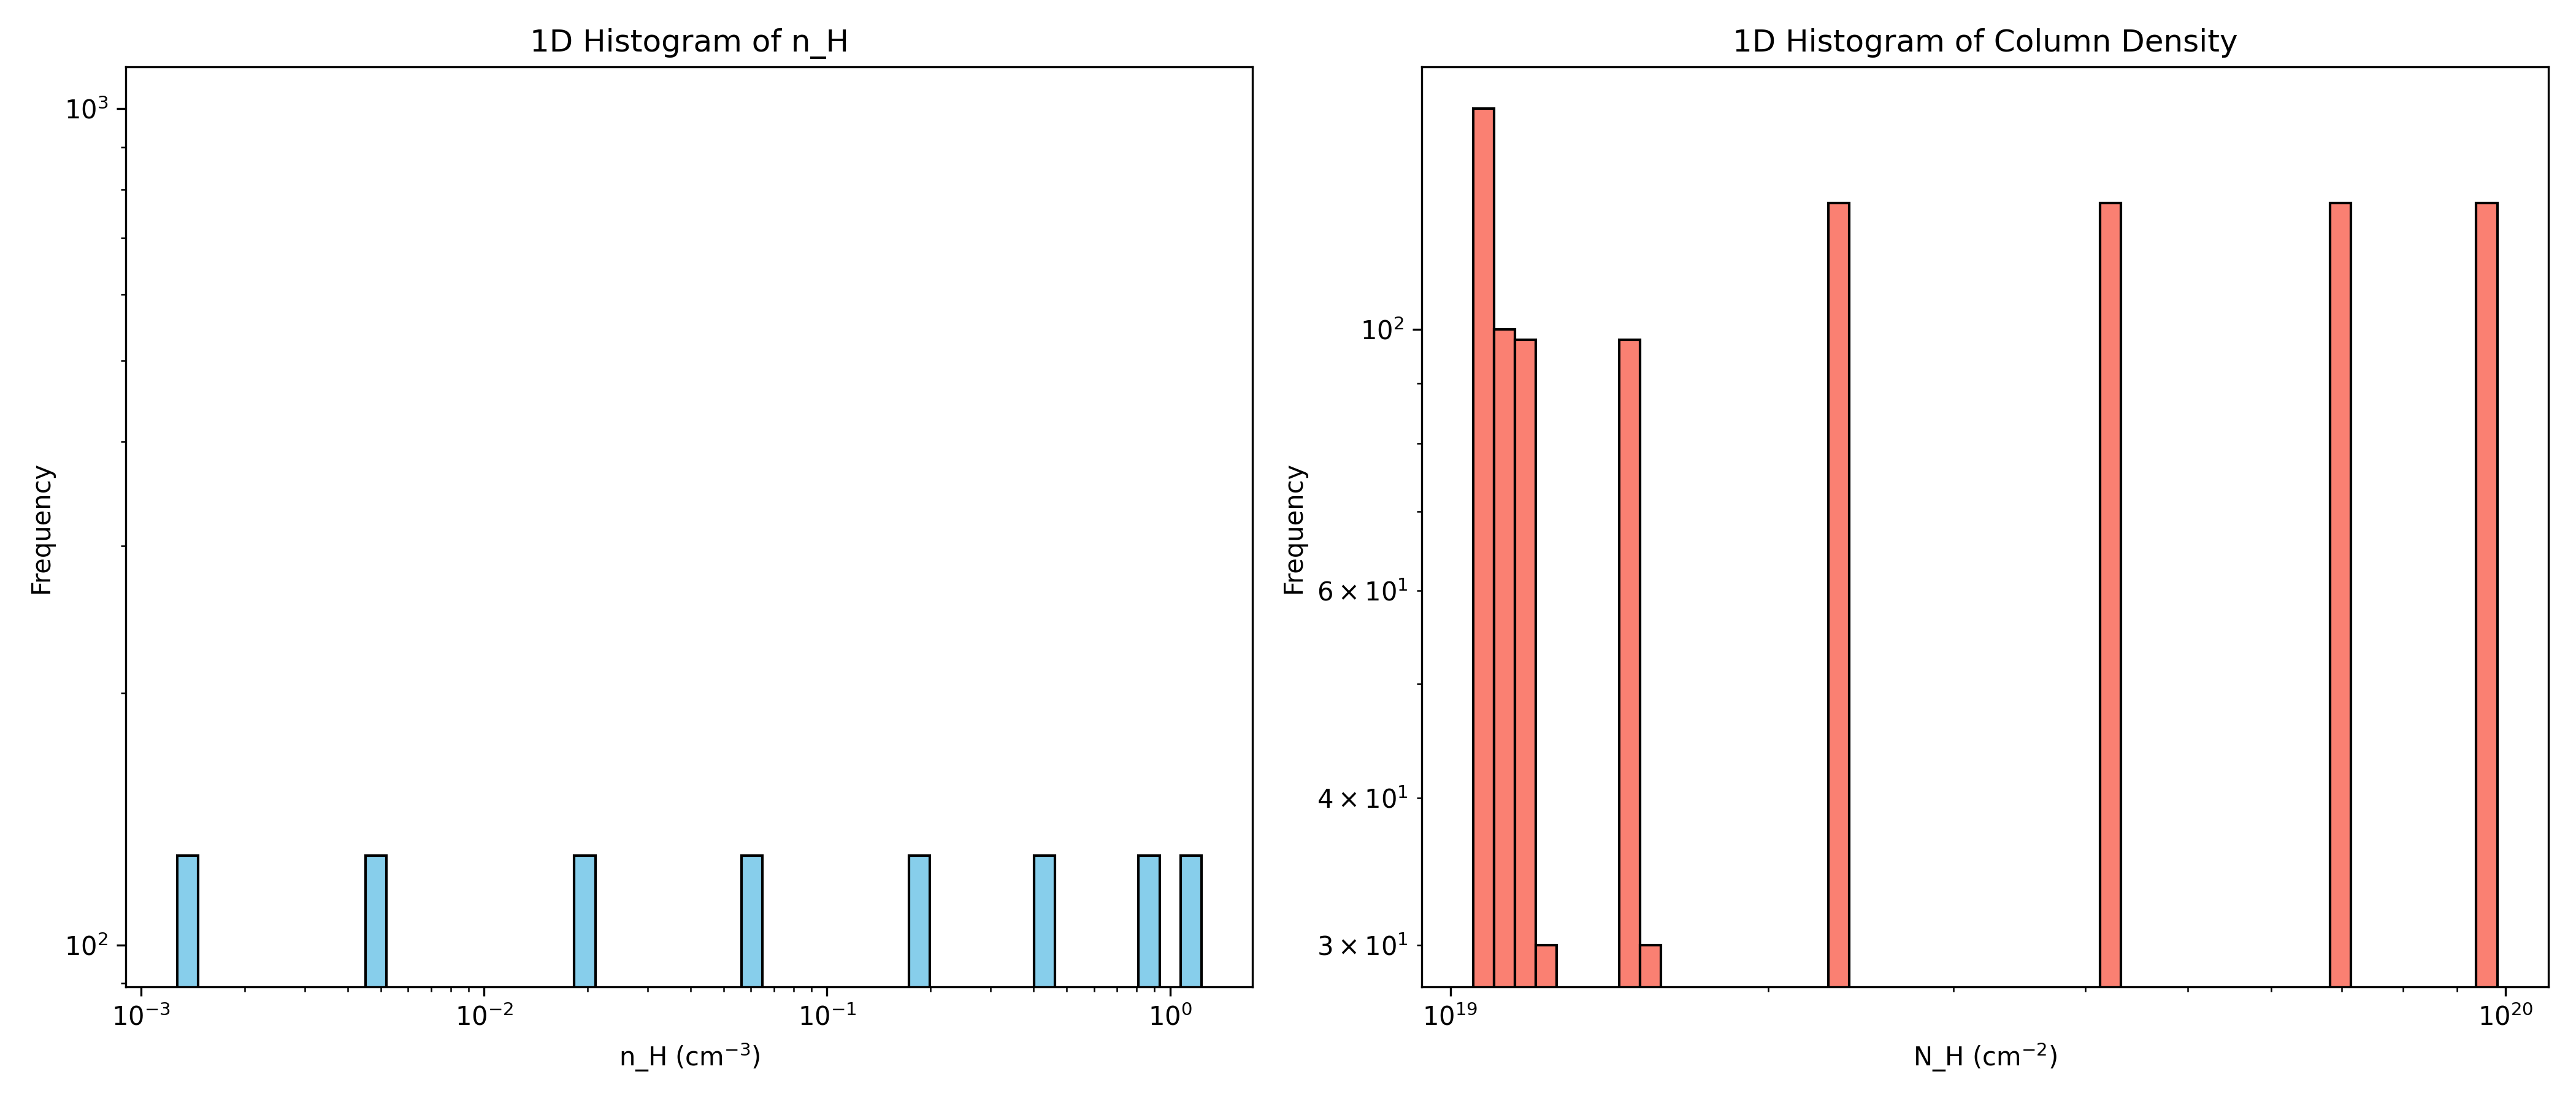 1D Histogram of n_H
10³
10²
Frequency
10⁻³ 10⁻² 10⁻¹ 10⁰
n_H (cm⁻³)
1D Histogram of Column Density
10²
6 × 10¹
4 × 10¹
3 × 10¹
Frequency
10¹⁹ 10²⁰
N_H (cm⁻²)